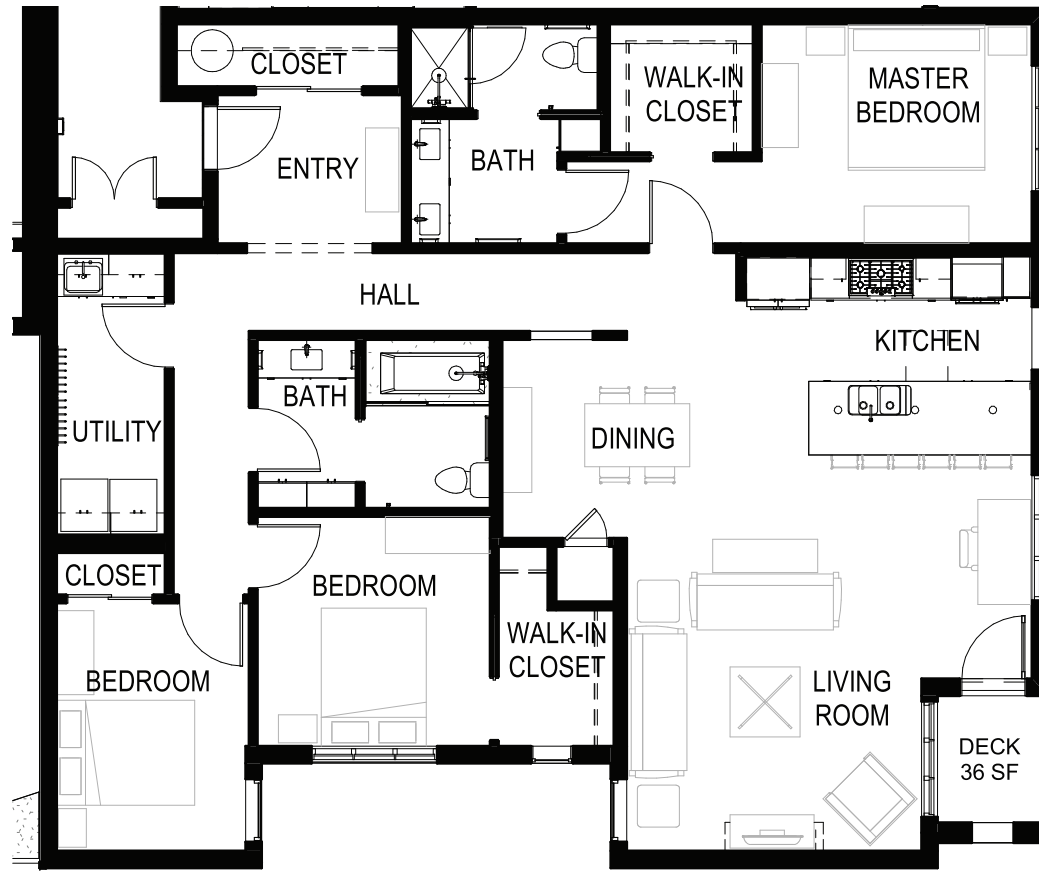 CLOSET
WALK-IN
CLOSET
MASTER
BEDROOM
ENTRY
BATH
HALL
KITCHEN
BATH
UTILITY
DINING
CLOSET
BEDROOM
WALK-IN
CLOSET
BEDROOM
LIVING
ROOM
DECK
36 SF